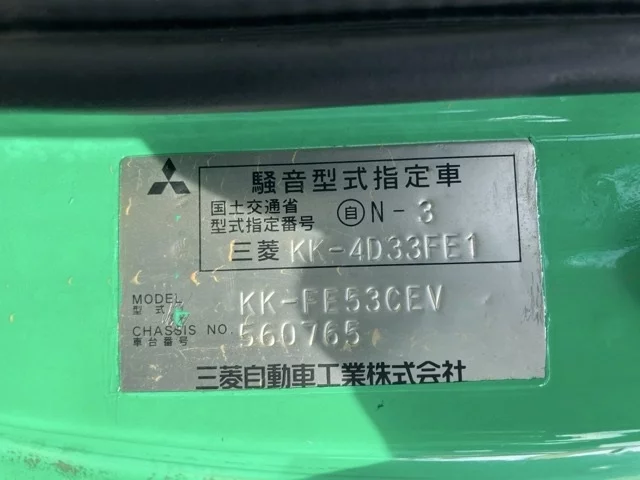 騒音型式指定車
国土交通省
型式指定番号 自 N-3
三菱 KK-4D33FE1
MODEL
型式 KK-FE53CEV
CHASSIS NO.
車台番号 560765
三菱自動車工業株式会社